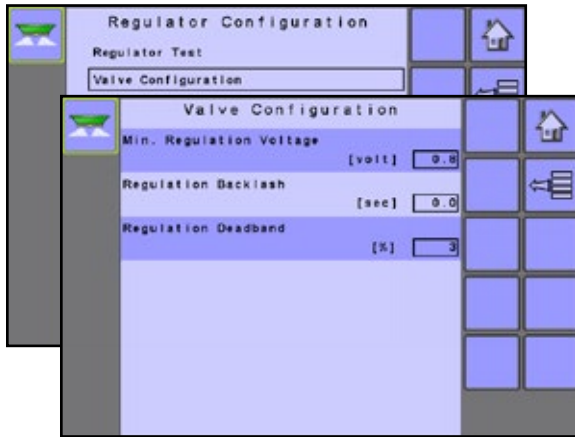 Regulator Configuration
Regulator Test
Valve Configuration
Valve Configuration
Min. Regulation Voltage
[volt] 0.8
Regulation Backlash
[sec] 0.0
Regulation Deadband
[%] 3